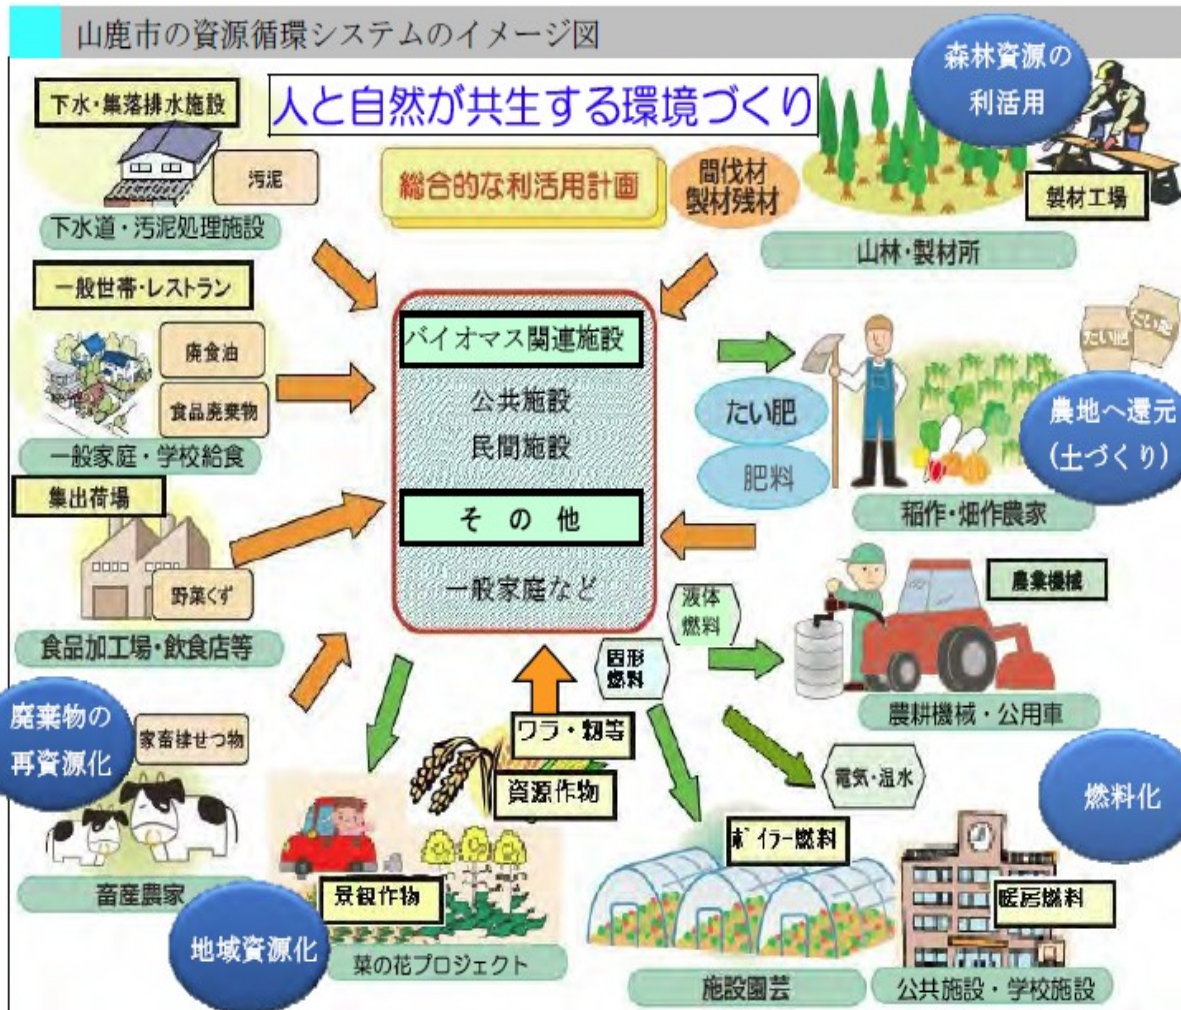 山鹿市の資源循環システムのイメージ図
森林資源の
利活用
下水・集落排水施設
人と自然が共生する環境づくり
汚泥
総合的な利活用計画
間伐材
製材残材
製材工場
下水道・汚泥処理施設
山林・製材所
一般世帯・レストラン
廃食油
食品廃棄物
一般家庭・学校給食
バイオマス関連施設
公共施設
民間施設
その他
一般家庭など
たい肥
肥料
たい肥
たい肥
農地へ還元
(土づくり)
稲作・畑作農家
集出荷場
野菜くず
食品加工場・飲食店等
液体
燃料
固形
燃料
農業機械
農耕機械・公用車
廃棄物の
再資源化
家畜排せつ物
畜産農家
ワラ・籾等
資源作物
景観作物
地域資源化
菜の花プロジェクト
電気・温水
燃料化
ボイラー燃料
暖房燃料
施設園芸
公共施設・学校施設